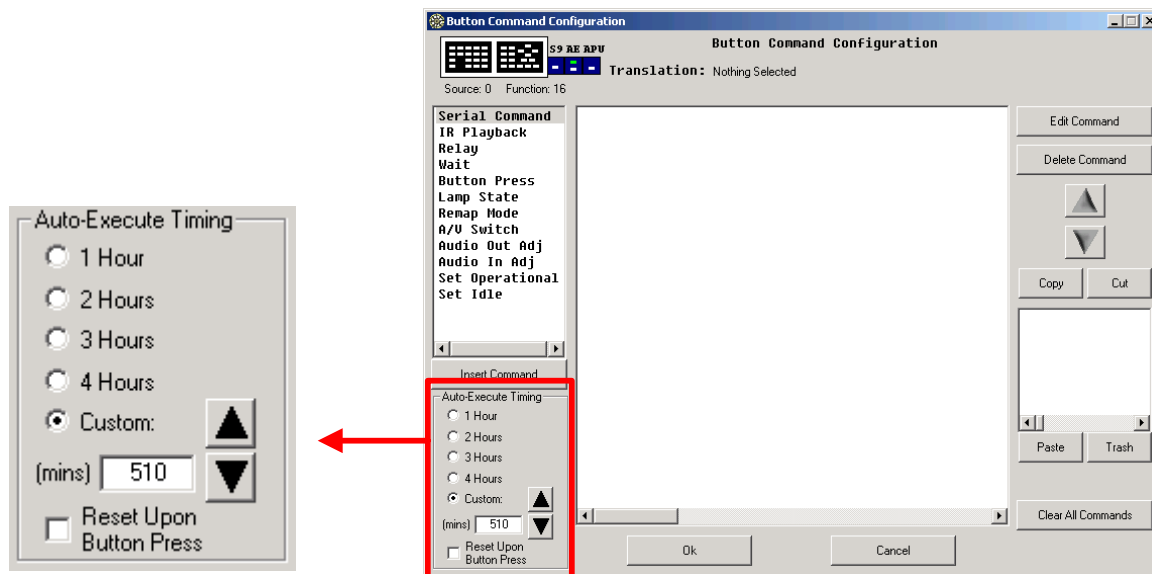 Auto-Execute Timing
1 Hour
2 Hours
3 Hours
4 Hours
Custom:
(mins) 510
Reset Upon
Button Press
Button Command Configuration
S9 AE APV
Button Command Configuration
Translation: Nothing Selected
Source: 0 Function: 16
Serial Command
IR Playback
Relay
Wait
Button Press
Lamp State
Remap Mode
A/V Switch
Audio Out Adj
Audio In Adj
Set Operational
Set Idle
Insert Command
Auto-Execute Timing
1 Hour
2 Hours
3 Hours
4 Hours
Custom:
(mins) 510
Reset Upon
Button Press
Edit Command
Delete Command
Copy Cut
Paste Trash
Clear All Commands
Ok Cancel